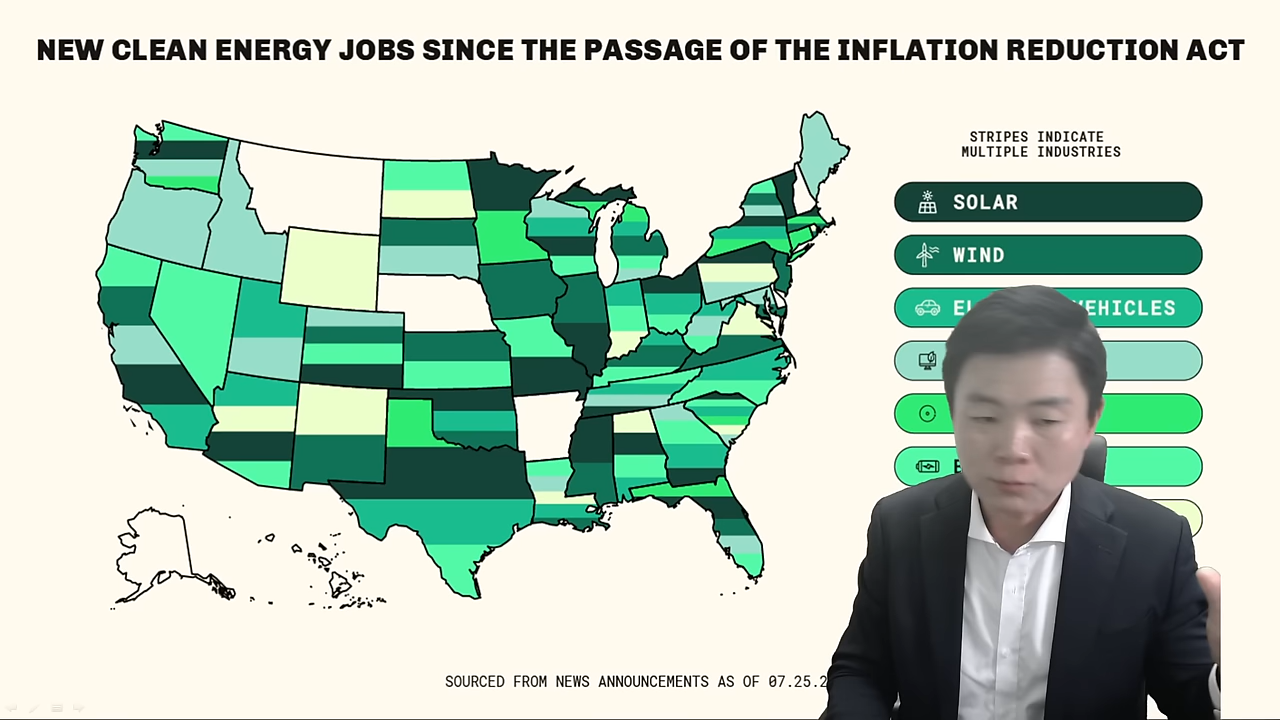 NEW CLEAN ENERGY JOBS SINCE THE PASSAGE OF THE INFLATION REDUCTION ACT
STRIPES INDICATE
MULTIPLE INDUSTRIES
SOLAR
WIND
SOURCED FROM NEWS ANNOUNCEMENTS AS OF